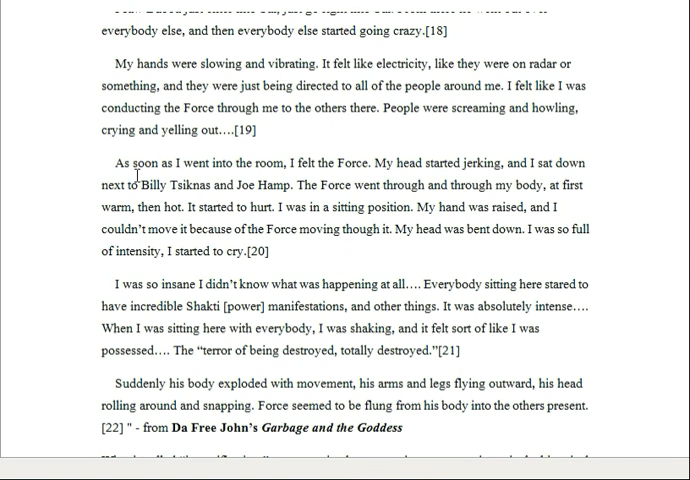 everybody else, and then everybody else started going crazy.[18]
My hands were slowing and vibrating. It felt like electricity, like they were on radar or
something, and they were just being directed to all of the people around me. I felt like I was
conducting the Force through me to the others there. People were screaming and howling,
crying and yelling out….[19]
As soon as I went into the room, I felt the Force. My head started jerking, and I sat down
next to Billy Tsiknas and Joe Hamp. The Force went through and through my body, at first
warm, then hot. It started to hurt. I was in a sitting position. My hand was raised, and I
couldn’t move it because of the Force moving though it. My head was bent down. I was so full
of intensity, I started to cry.[20]
I was so insane I didn’t know what was happening at all…. Everybody sitting here stared to
have incredible Shakti [power] manifestations, and other things. It was absolutely intense….
When I was sitting here with everybody, I was shaking, and it felt sort of like I was
possessed…. The “terror of being destroyed, totally destroyed.”[21]
Suddenly his body exploded with movement, his arms and legs flying outward, his head
rolling around and snapping. Force seemed to be flung from his body into the others present.
[22] " - from Da Free John’s Garbage and the Goddess